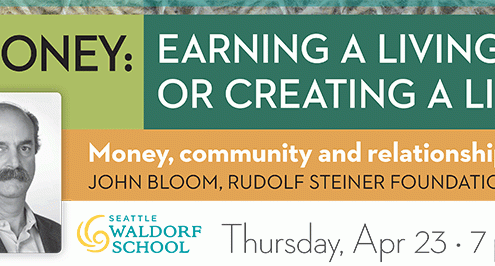 ONEY:
EARNING A LIVING
OR CREATING A LI
Money, community and relationshi
JOHN BLOOM, RUDOLF STEINER FOUNDATIO
SEATTLE
WALDORF
SCHOOL
Thursday, Apr 23 · 7 p